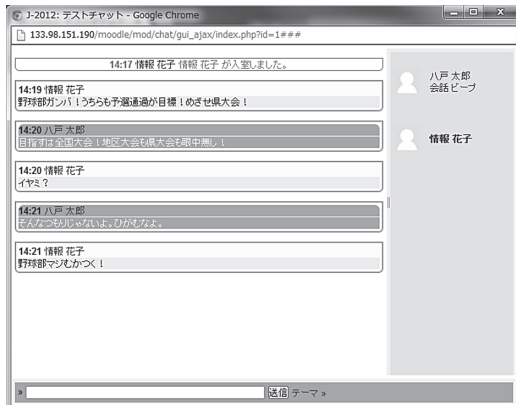 J-2012: テストチャット - Google Chrome
133.98.151.190/moodle/mod/chat/gui_ajax/index.php?id=1###
14:17 情報 花子 情報 花子 が入室しました。
14:19 情報 花子
野球部ガンバ！うちらも予選通過が目標！めざせ県大会！
14:20 八戸 太郎
目指すは全国大会！地区大会も県大会も眼中無し！
14:20 情報 花子
イヤミ？
14:21 八戸 太郎
そんなつもりじゃないよ。ひがむなよ。
14:21 情報 花子
野球部マジむかつく！
八戸 太郎
会話 ビープ
情報 花子
» 送信 テーマ »